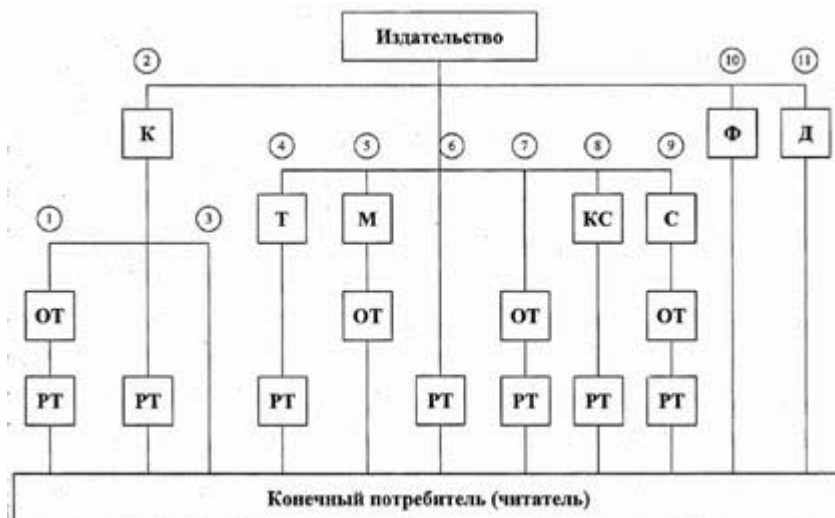 Издательство
2
10
11
К
Ф
Д
4
5
6
7
8
9
1
3
Т
М
КС
С
ОТ
ОТ
ОТ
ОТ
РТ
РТ
РТ
РТ
РТ
РТ
РТ
Конечный потребитель (читатель)